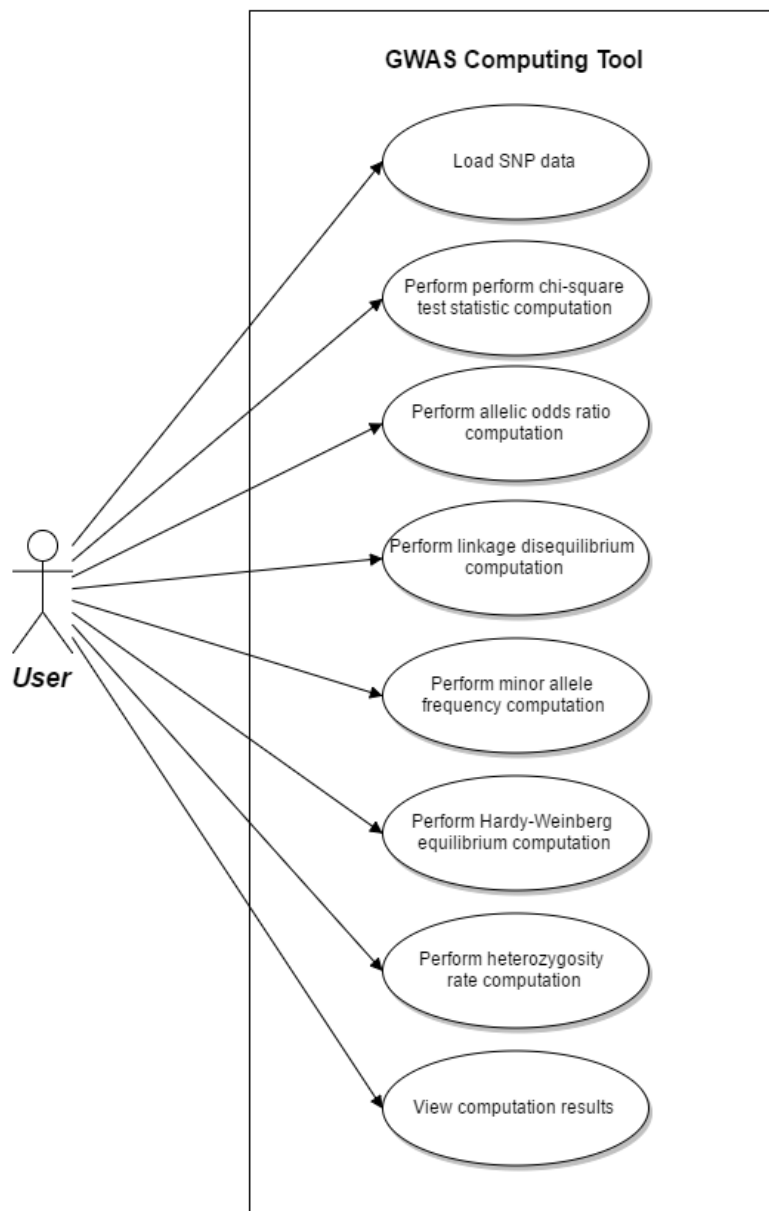 GWAS Computing Tool
Load SNP data
Perform perform chi-square
test statistic computation
Perform allelic odds ratio
computation
Perform linkage disequilibrium
computation
Perform minor allele
frequency computation
Perform Hardy-Weinberg
equilibrium computation
Perform heterozygosity
rate computation
View computation results
User